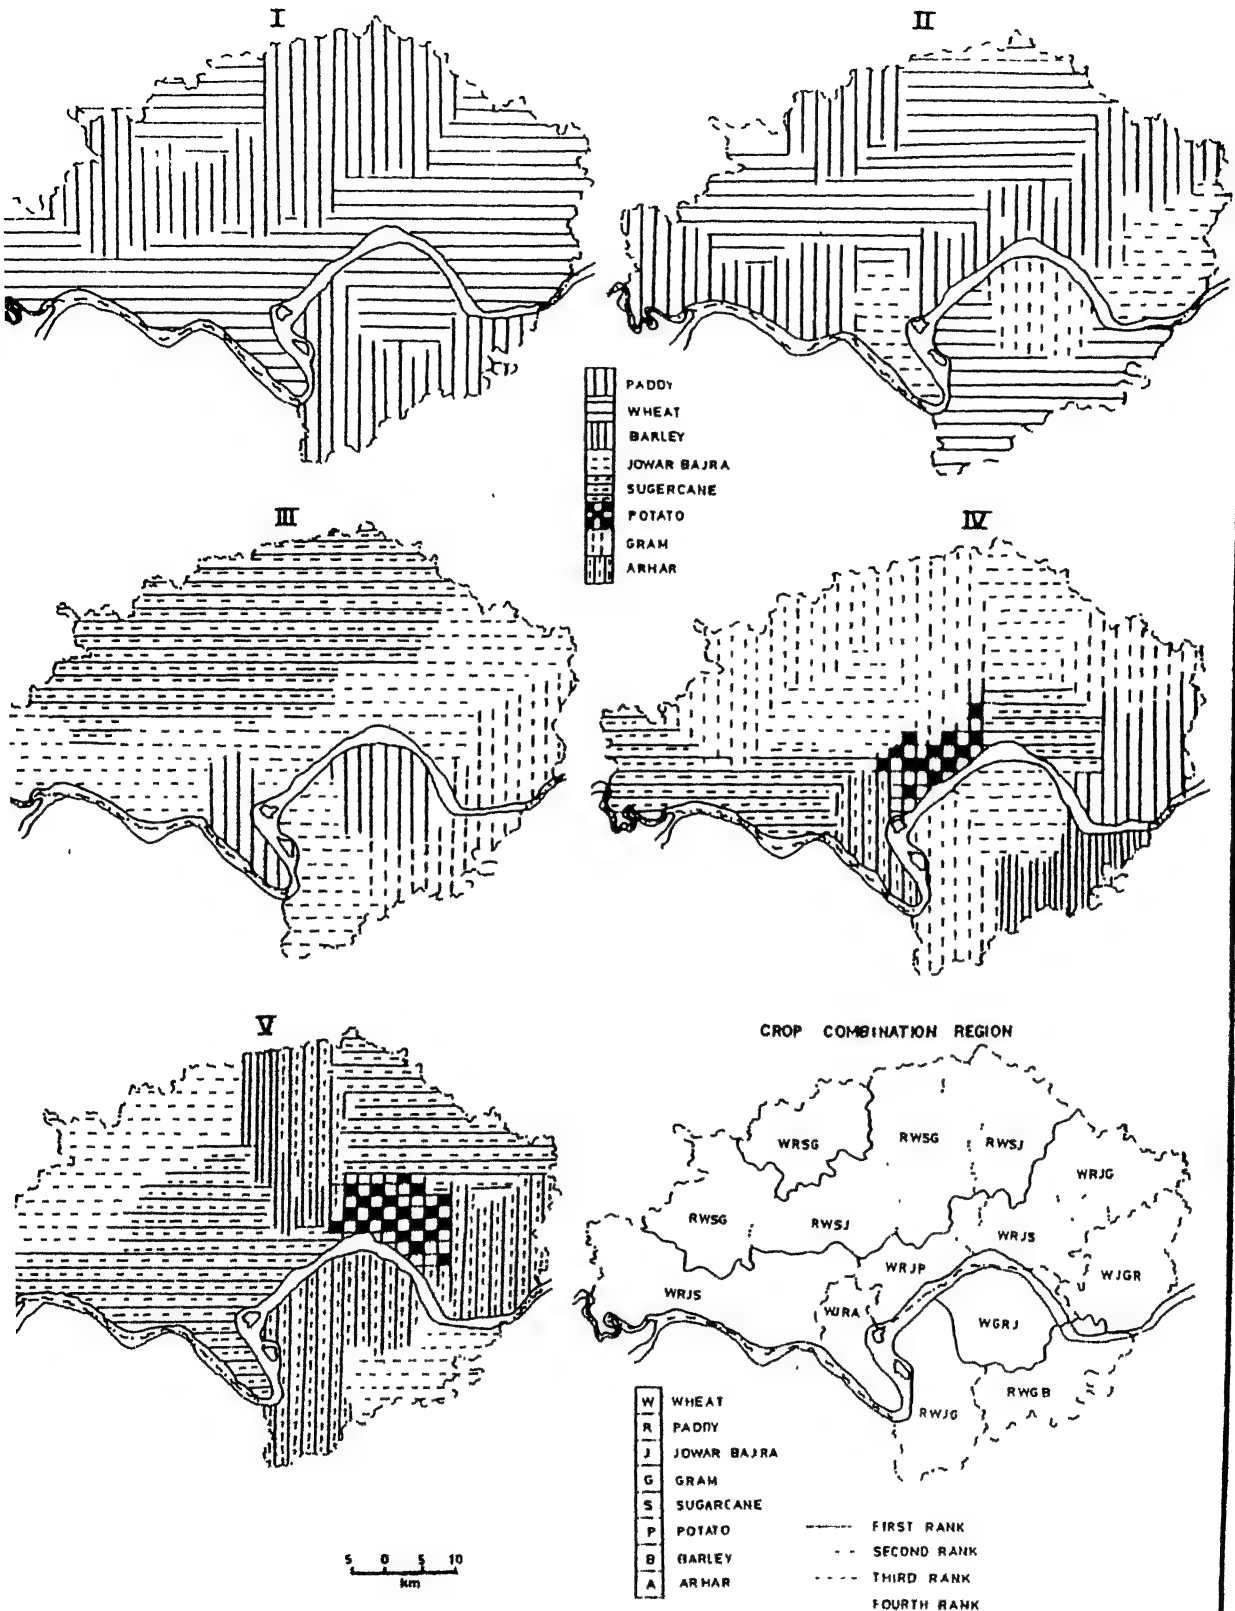 I
II
PADDY
WHEAT
BARLEY
JOWAR BAJRA
SUGERCANE
POTATO
GRAM
ARHAR
III
IV
V
CROP COMBINATION REGION
WRSG
RWSG
RWSJ
WRJG
RWSG
RWSJ
WRJS
WRJP
WJGR
WRJS
WJRA
WGRJ
RWGB
RWJG
W WHEAT
R PADDY
J JOWAR BAJRA
G GRAM
S SUGARCANE
P POTATO
B BARLEY
A ARHAR
FIRST RANK
SECOND RANK
THIRD RANK
FOURTH RANK
5 0 5 10
km